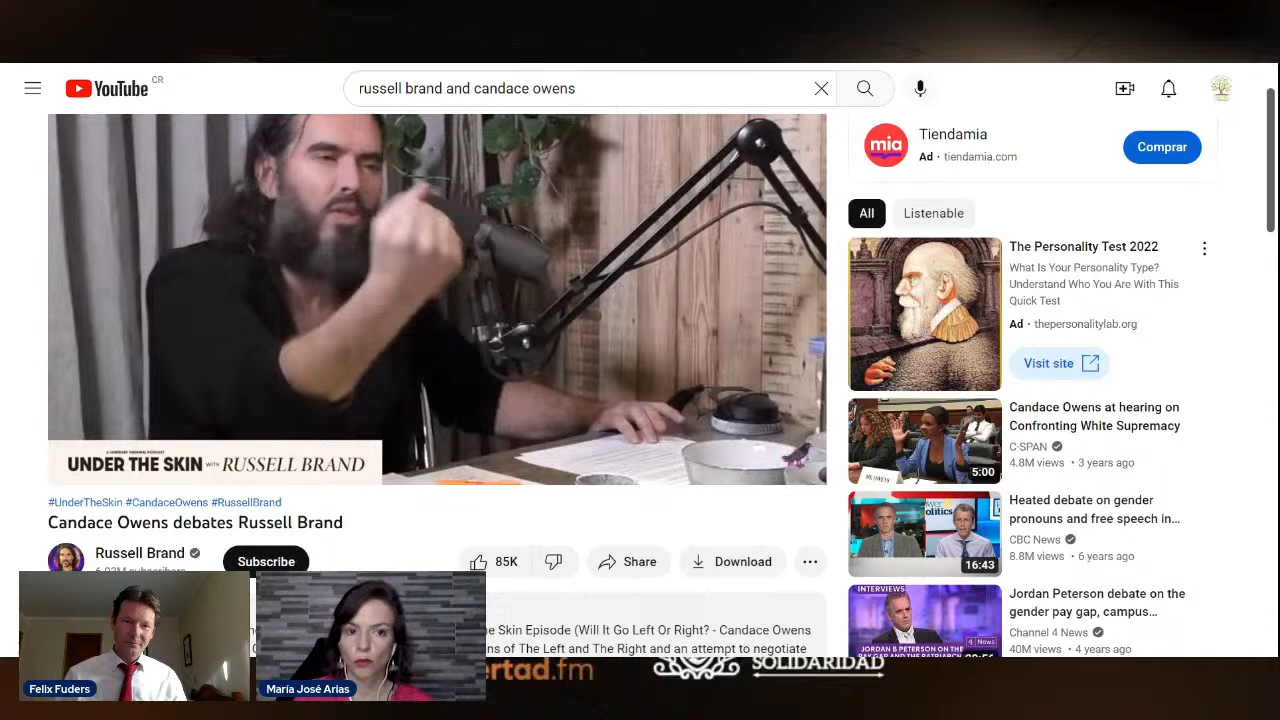 YouTube CR
russell brand and candace owens
mia
Tiendamia
Ad · tiendamia.com
Comprar
All
Listenable
UNDER THE SKIN WITH RUSSELL BRAND
#UnderTheSkin #CandaceOwens #RussellBrand
Candace Owens debates Russell Brand
Russell Brand
Subscribe
85K
Share
Download
e Skin Episode (Will It Go Left Or Right? - Candace Owens
ns of The Left and The Right and an attempt to negotiate
The Personality Test 2022
What Is Your Personality Type?
Understand Who You Are With This
Quick Test
Ad · thepersonalitylab.org
Visit site
Candace Owens at hearing on
Confronting White Supremacy
C-SPAN
4.8M views • 3 years ago
5:00
Heated debate on gender
pronouns and free speech in...
CBC News
8.8M views • 6 years ago
olitics
16:43
Jordan Peterson debate on the
gender pay gap, campus...
Channel 4 News
40M views • 4 years ago
INTERVIEWS
4 News
Felix Fuders
María José Arias
ertad.fm
SOLIDARIDAD